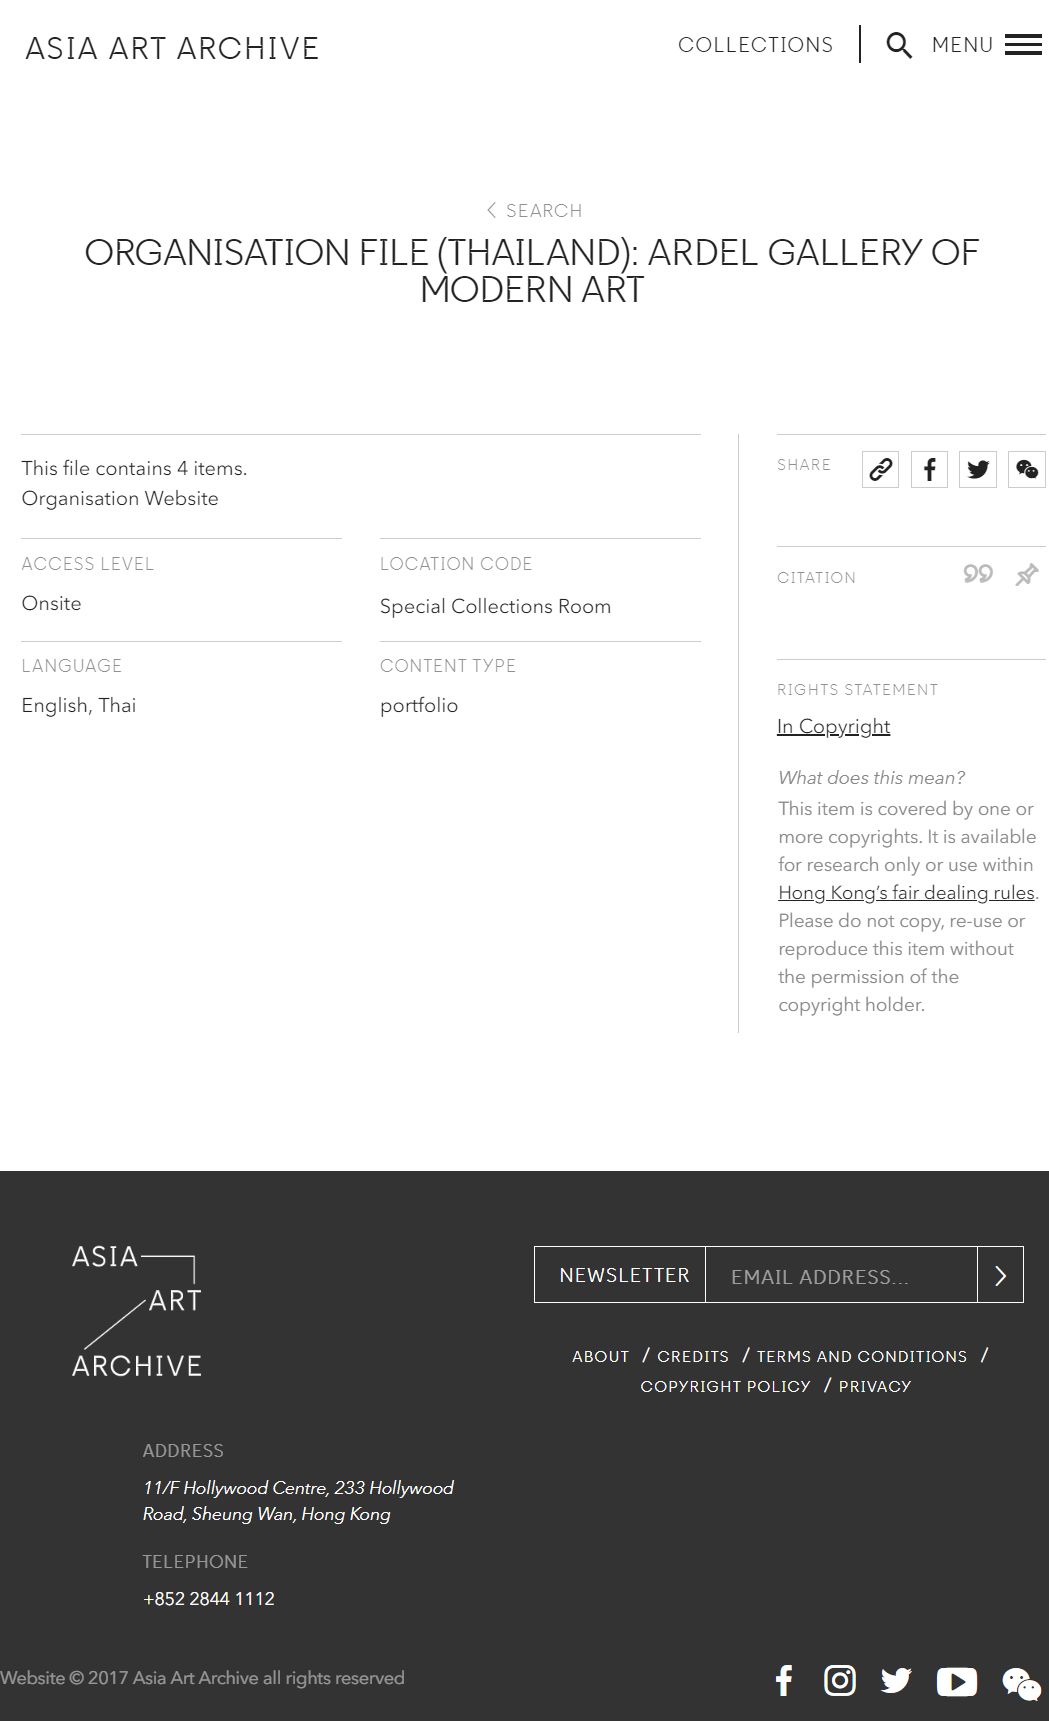 ASIA ART ARCHIVE
COLLECTIONS
MENU
SEARCH
ORGANISATION FILE (THAILAND): ARDEL GALLERY OF
MODERN ART
This file contains 4 items.
Organisation Website
ACCESS LEVEL
Onsite
LOCATION CODE
Special Collections Room
LANGUAGE
English, Thai
CONTENT TYPE
portfolio
SHARE
CITATION
RIGHTS STATEMENT
In Copyright
What does this mean?
This item is covered by one or
more copyrights. It is available
for research only or use within
Hong Kong’s fair dealing rules.
Please do not copy, re-use or
reproduce this item without
the permission of the
copyright holder.
ASIA
ART
ARCHIVE
NEWSLETTER
EMAIL ADDRESS...
ABOUT / CREDITS / TERMS AND CONDITIONS /
COPYRIGHT POLICY / PRIVACY
ADDRESS
11/F Hollywood Centre, 233 Hollywood
Road, Sheung Wan, Hong Kong
TELEPHONE
+852 2844 1112
Website © 2017 Asia Art Archive all rights reserved